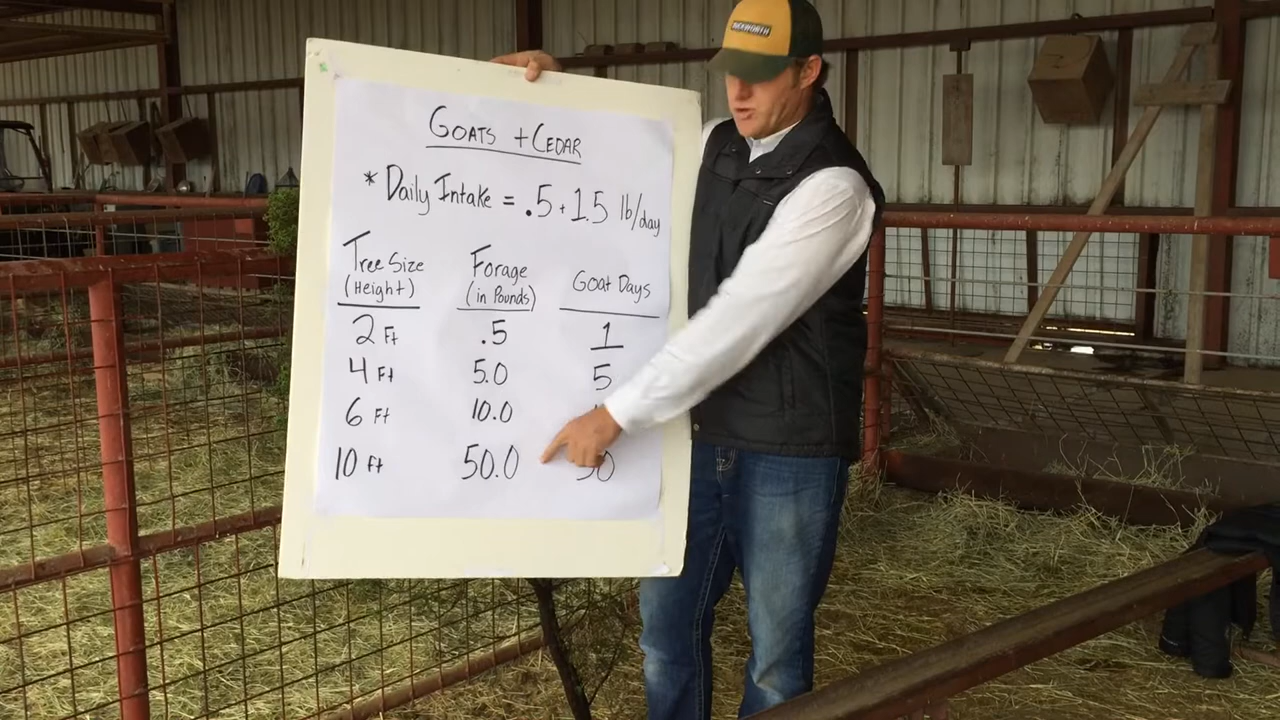 GOATS + CEDAR
* Daily Intake = .5 + 1.5 lb/day
Tree Size Forage Goat Days
(Height) (in Pounds)
2 Ft .5 1
4 Ft 5.0 5
6 Ft 10.0
10 Ft 50.0